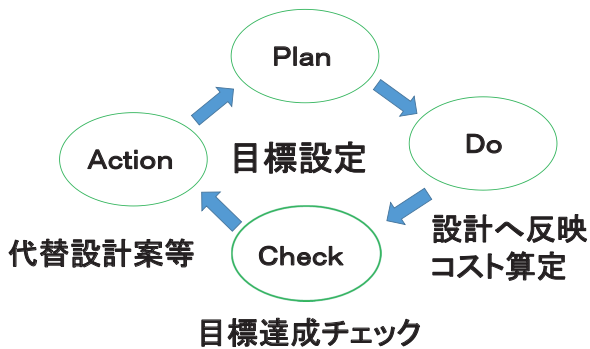 Plan
目標設定
Do
設計へ反映
コスト算定
Check
目標達成チェック
Action
代替設計案等